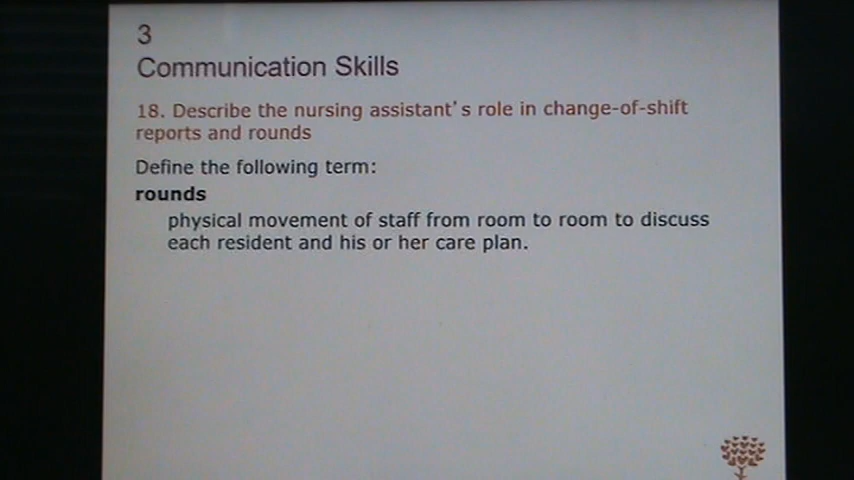 3
Communication Skills
18. Describe the nursing assistant's role in change-of-shift
reports and rounds
Define the following term:
rounds
physical movement of staff from room to room to discuss
each resident and his or her care plan.